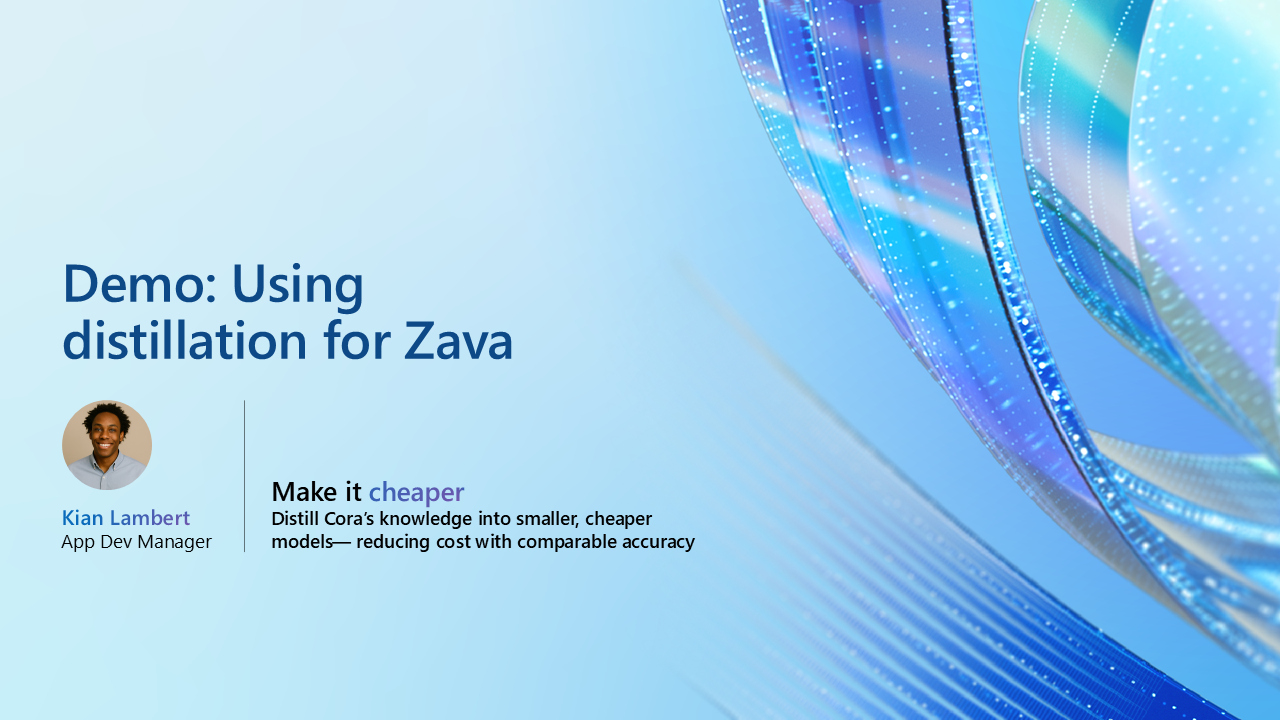 Demo: Using
distillation for Zava
Kian Lambert
App Dev Manager
Make it cheaper
Distill Cora’s knowledge into smaller, cheaper
models— reducing cost with comparable accuracy